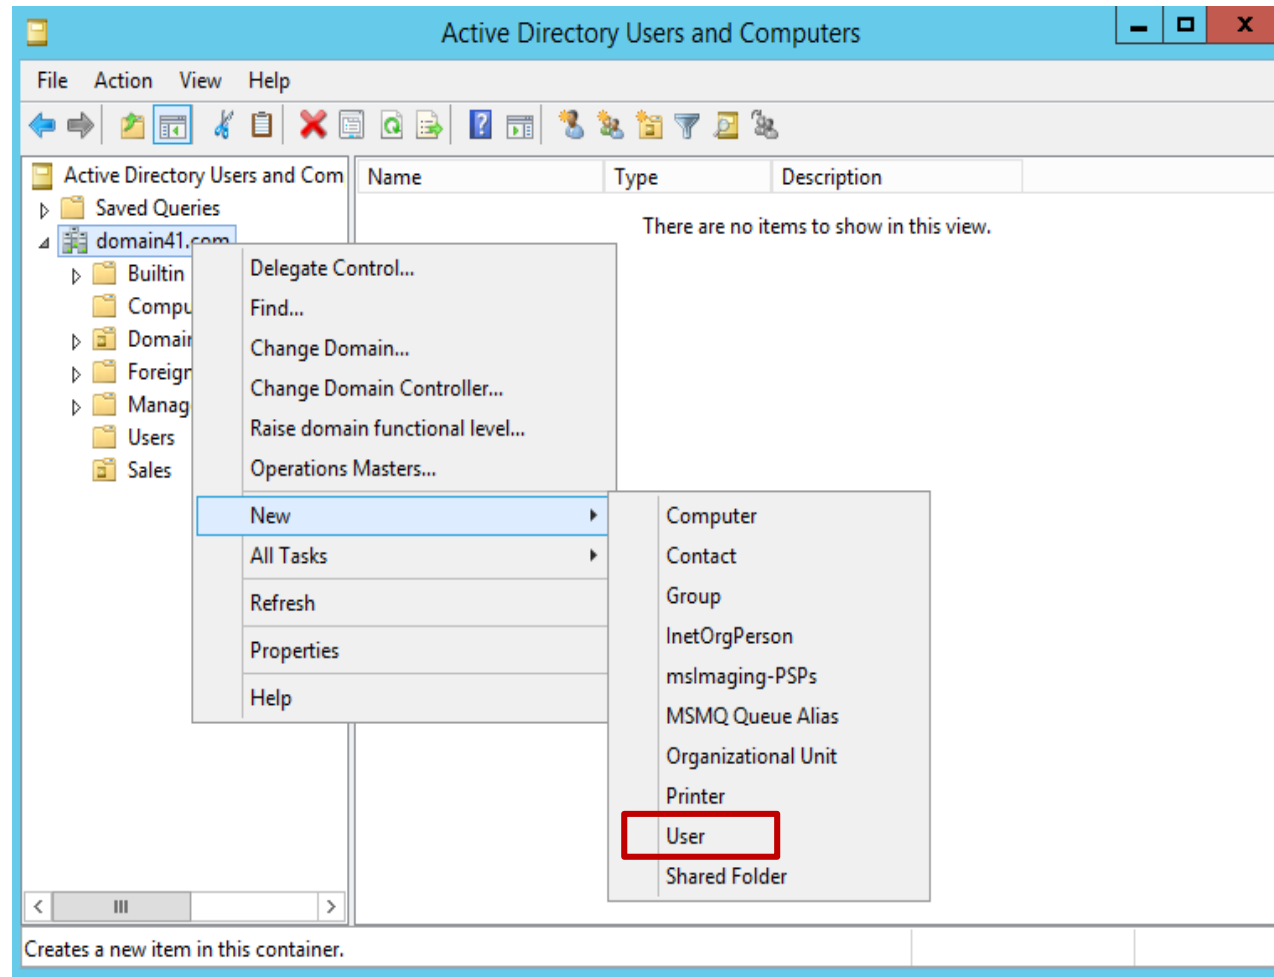 Active Directory Users and Computers
File Action View Help
Active Directory Users and Com
Name Type Description
Saved Queries
There are no items to show in this view.
domain41.com
Builtin
Compu
Domain
Foreign
Manag
Users
Sales
Delegate Control...
Find...
Change Domain...
Change Domain Controller...
Raise domain functional level...
Operations Masters...
New
All Tasks
Refresh
Properties
Help
Computer
Contact
Group
InetOrgPerson
msImaging-PSPs
MSMQ Queue Alias
Organizational Unit
Printer
User
Shared Folder
Creates a new item in this container.